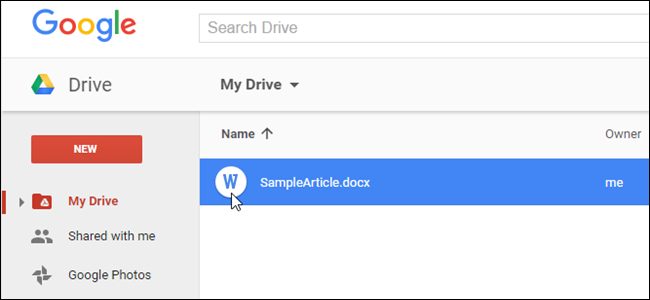 Google
Search Drive
Drive
My Drive
NEW
Name
Owner
W
SampleArticle.docx
me
My Drive
Shared with me
Google Photos